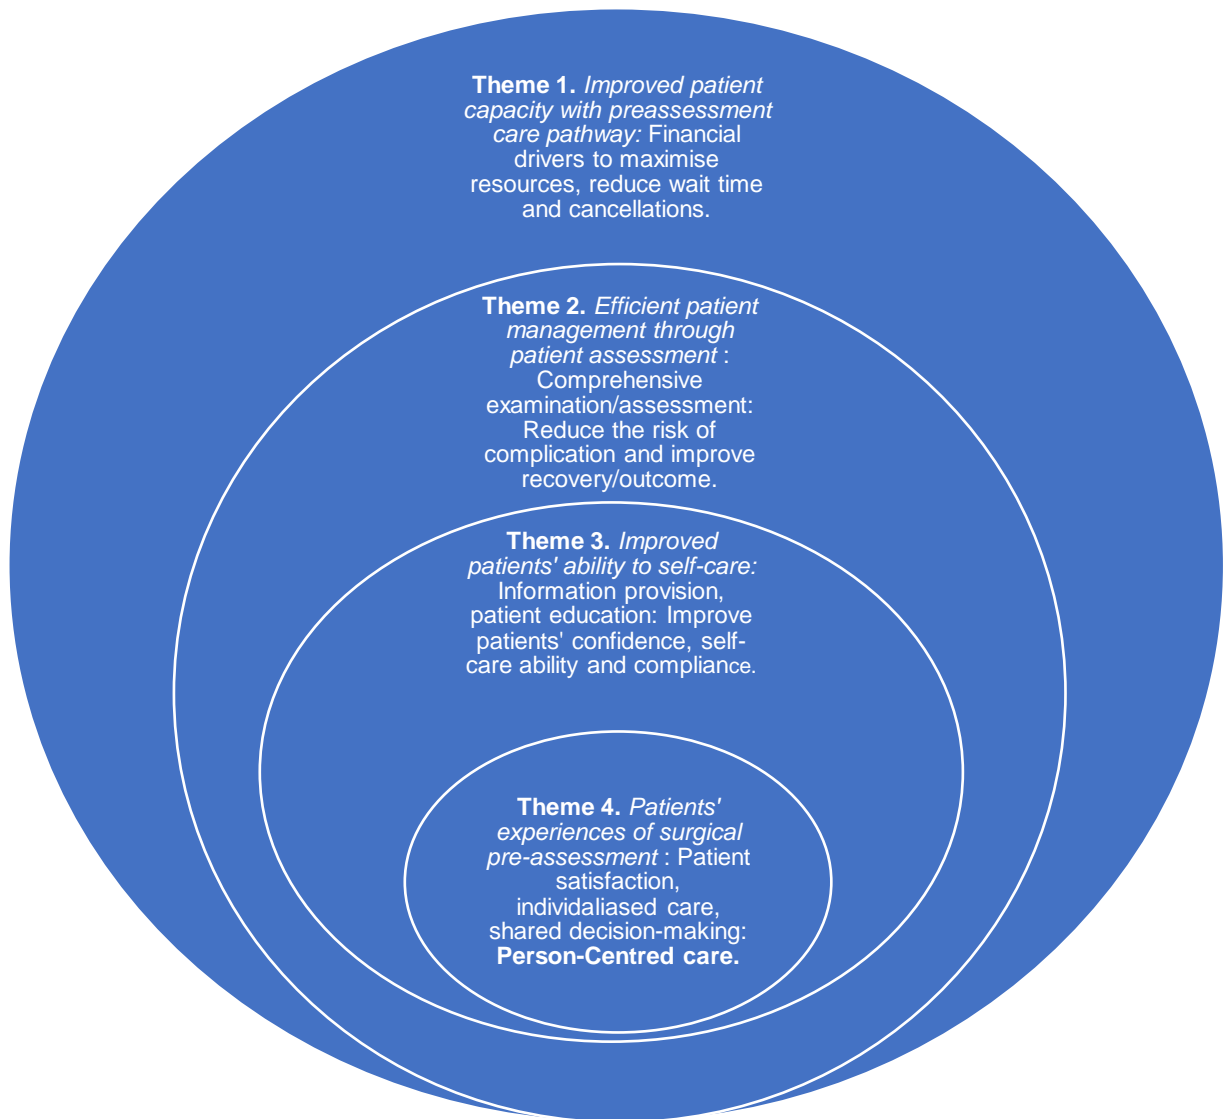 Theme 1. Improved patient
capacity with preassessment
care pathway: Financial
drivers to maximise
resources, reduce wait time
and cancellations.
Theme 2. Efficient patient
management through
patient assessment :
Comprehensive
examination/assessment:
Reduce the risk of
complication and improve
recovery/outcome.
Theme 3. Improved
patients' ability to self-care:
Information provision,
patient education: Improve
patients' confidence, self-
care ability and compliance.
Theme 4. Patients'
experiences of surgical
pre-assessment : Patient
satisfaction,
individaliased care,
shared decision-making:
Person-Centred care.